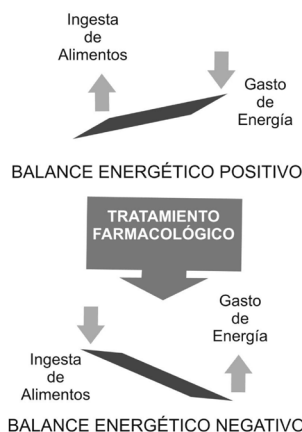 Ingesta
de
Alimentos
Gasto
de
Energía
BALANCE ENERGÉTICO POSITIVO
TRATAMIENTO
FARMACOLÓGICO
Gasto
de
Energía
Ingesta
de
Alimentos
BALANCE ENERGÉTICO NEGATIVO